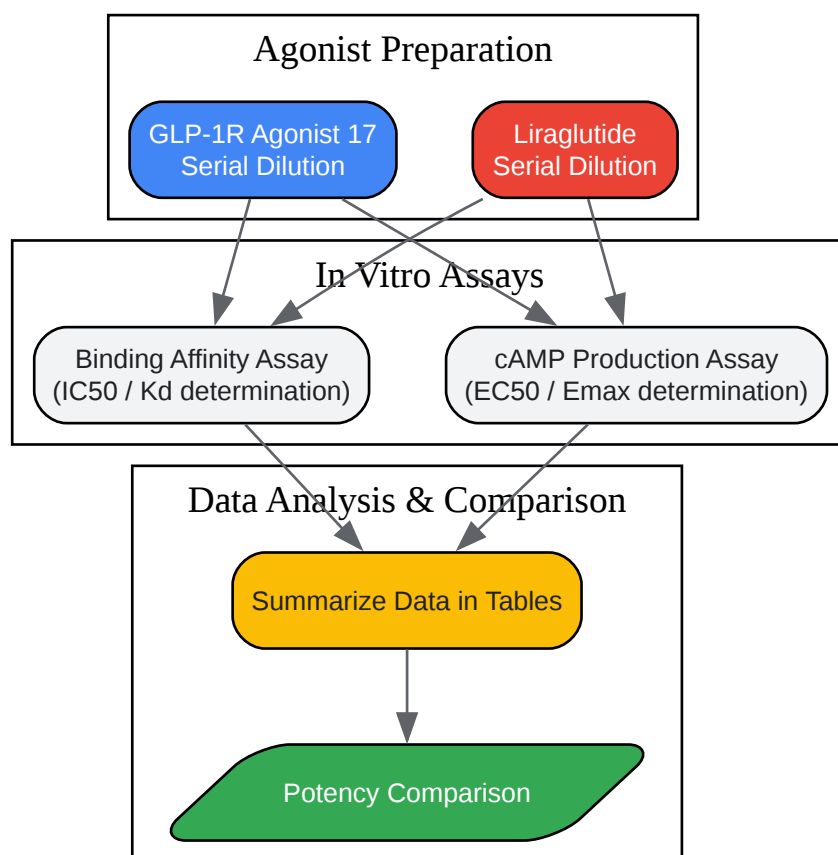 Agonist Preparation
GLP-1R Agonist 17
Serial Dilution
Liraglutide
Serial Dilution
In Vitro Assays
Binding Affinity Assay
(IC50 / Kd determination)
cAMP Production Assay
(EC50 / Emax determination)
Data Analysis & Comparison
Summarize Data in Tables
Potency Comparison